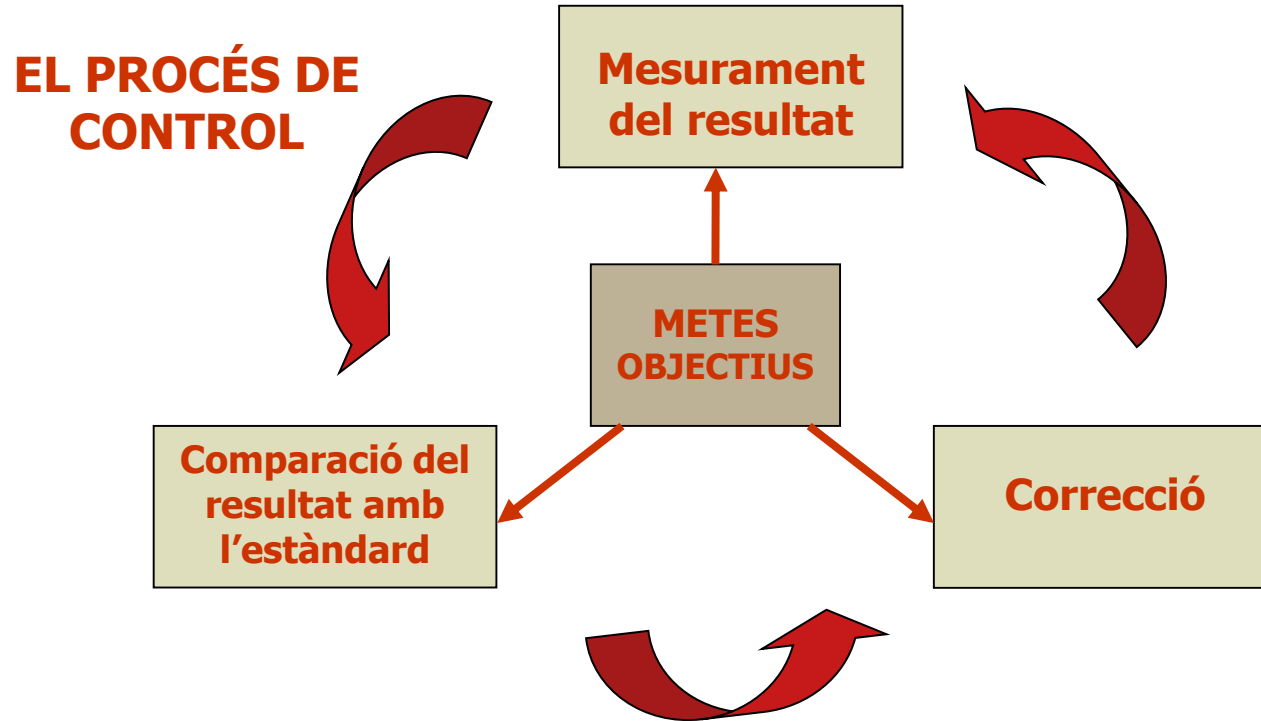 EL PROCÉS DE
CONTROL
Mesurament
del resultat
METES
OBJECTIUS
Comparació del
resultat amb
l’estàndard
Correcció